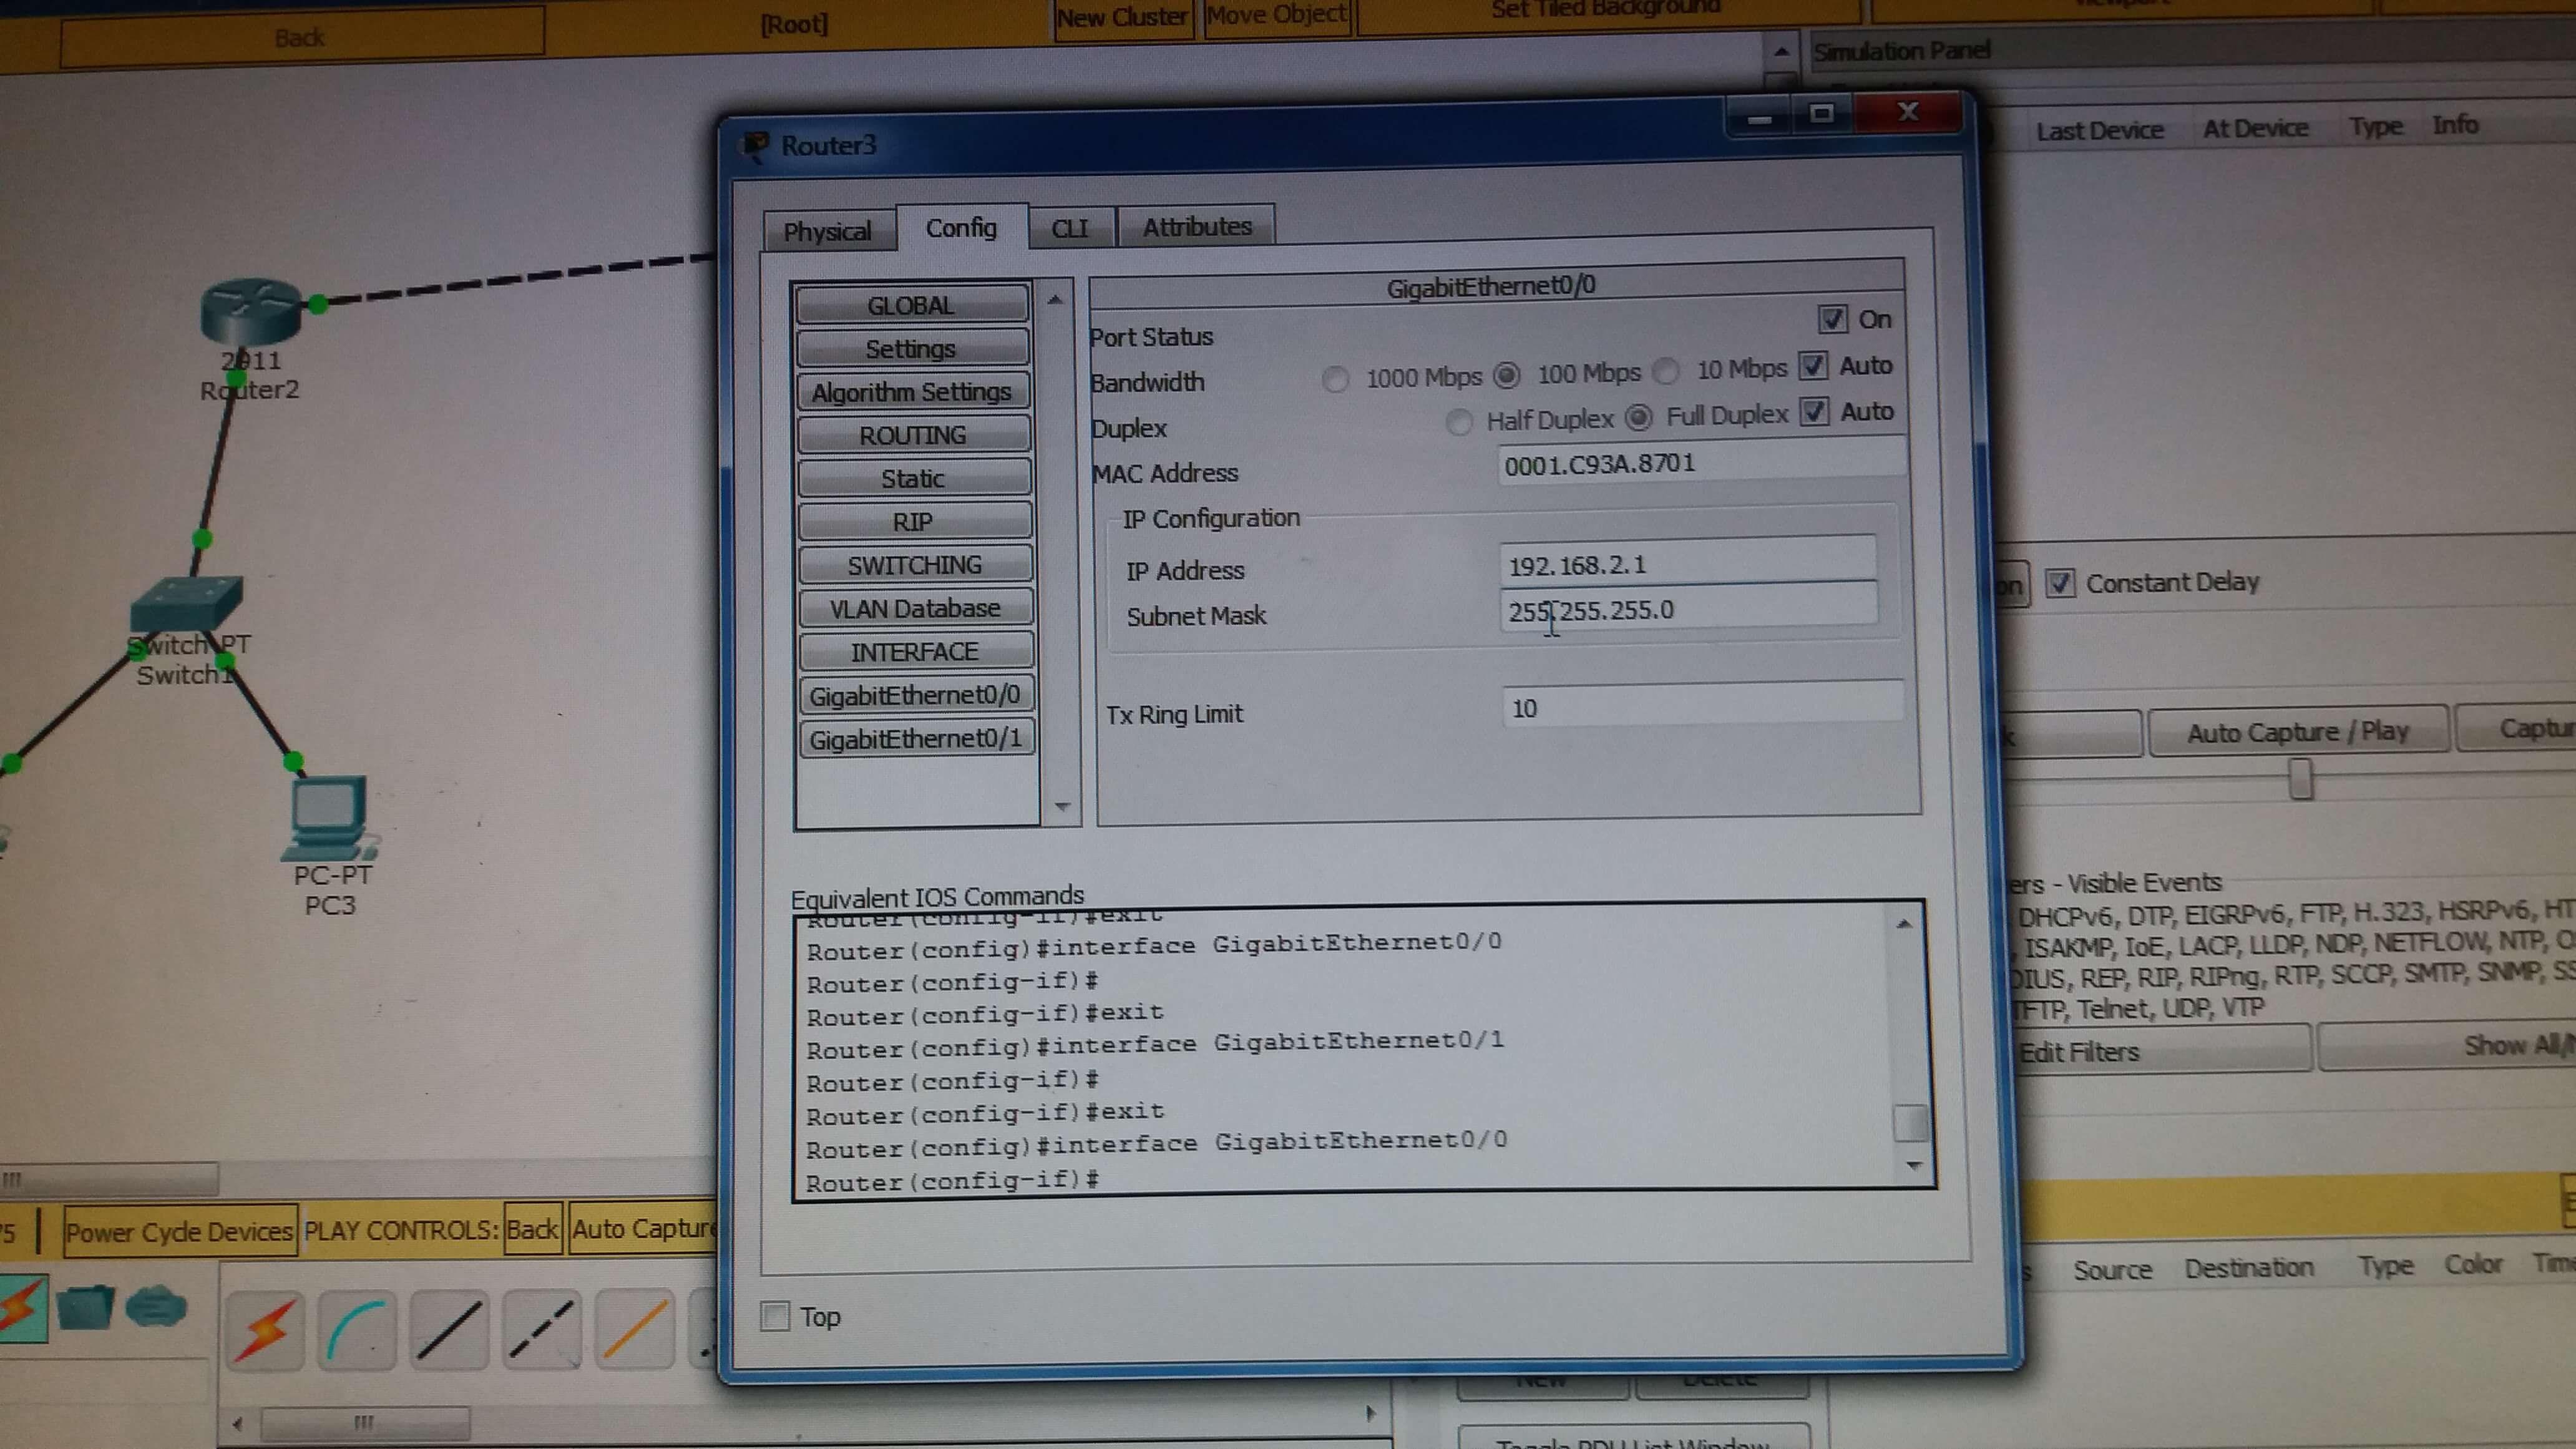 Back
[Root]
New Cluster
Move Object
Set Tiled Background
Simulation Panel
Last Device At Device Type Info
2911
Router2
Switch-PT
Switch1
PC-PT
PC3
Router3
Physical
Config
CLI
Attributes
GLOBAL
Settings
Algorithm Settings
ROUTING
Static
RIP
SWITCHING
VLAN Database
INTERFACE
GigabitEthernet0/0
GigabitEthernet0/1
GigabitEthernet0/0
Port Status On
Bandwidth 1000 Mbps 100 Mbps 10 Mbps Auto
Duplex Half Duplex Full Duplex Auto
MAC Address 0001.C93A.8701
IP Configuration
IP Address 192.168.2.1
Subnet Mask 255.255.255.0
Tx Ring Limit 10
Equivalent IOS Commands
Router(config-if)#exit
Router(config)#interface GigabitEthernet0/0
Router(config-if)#
Router(config-if)#exit
Router(config)#interface GigabitEthernet0/1
Router(config-if)#
Router(config-if)#exit
Router(config)#interface GigabitEthernet0/0
Router(config-if)#
Top
on Constant Delay
k Auto Capture / Play Captur
ers - Visible Events
DHCPv6, DTP, EIGRPv6, FTP, H.323, HSRPv6, HT
, ISAKMP, IoE, LACP, LLDP, NDP, NETFLOW, NTP, O
DIUS, REP, RIP, RIPng, RTP, SCCP, SMTP, SNMP, SS
TFTP, Telnet, UDP, VTP
Edit Filters Show All/N
75 Power Cycle Devices PLAY CONTROLS: Back Auto Capture
s Source Destination Type Color Time
New Delete
Toggle PDU List Window